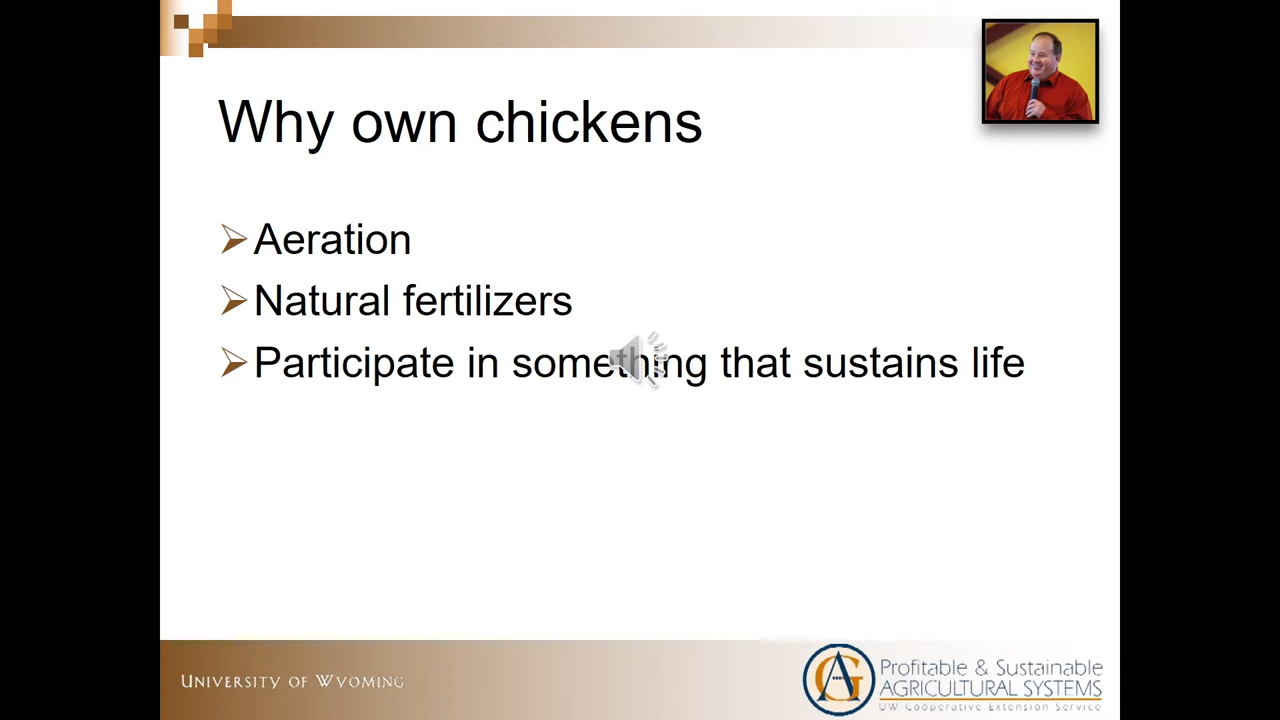 Why own chickens
Aeration
Natural fertilizers
Participate in something that sustains life
UNIVERSITY OF WYOMING
AG
Profitable & Sustainable
AGRICULTURAL SYSTEMS
UW Cooperative Extension Service